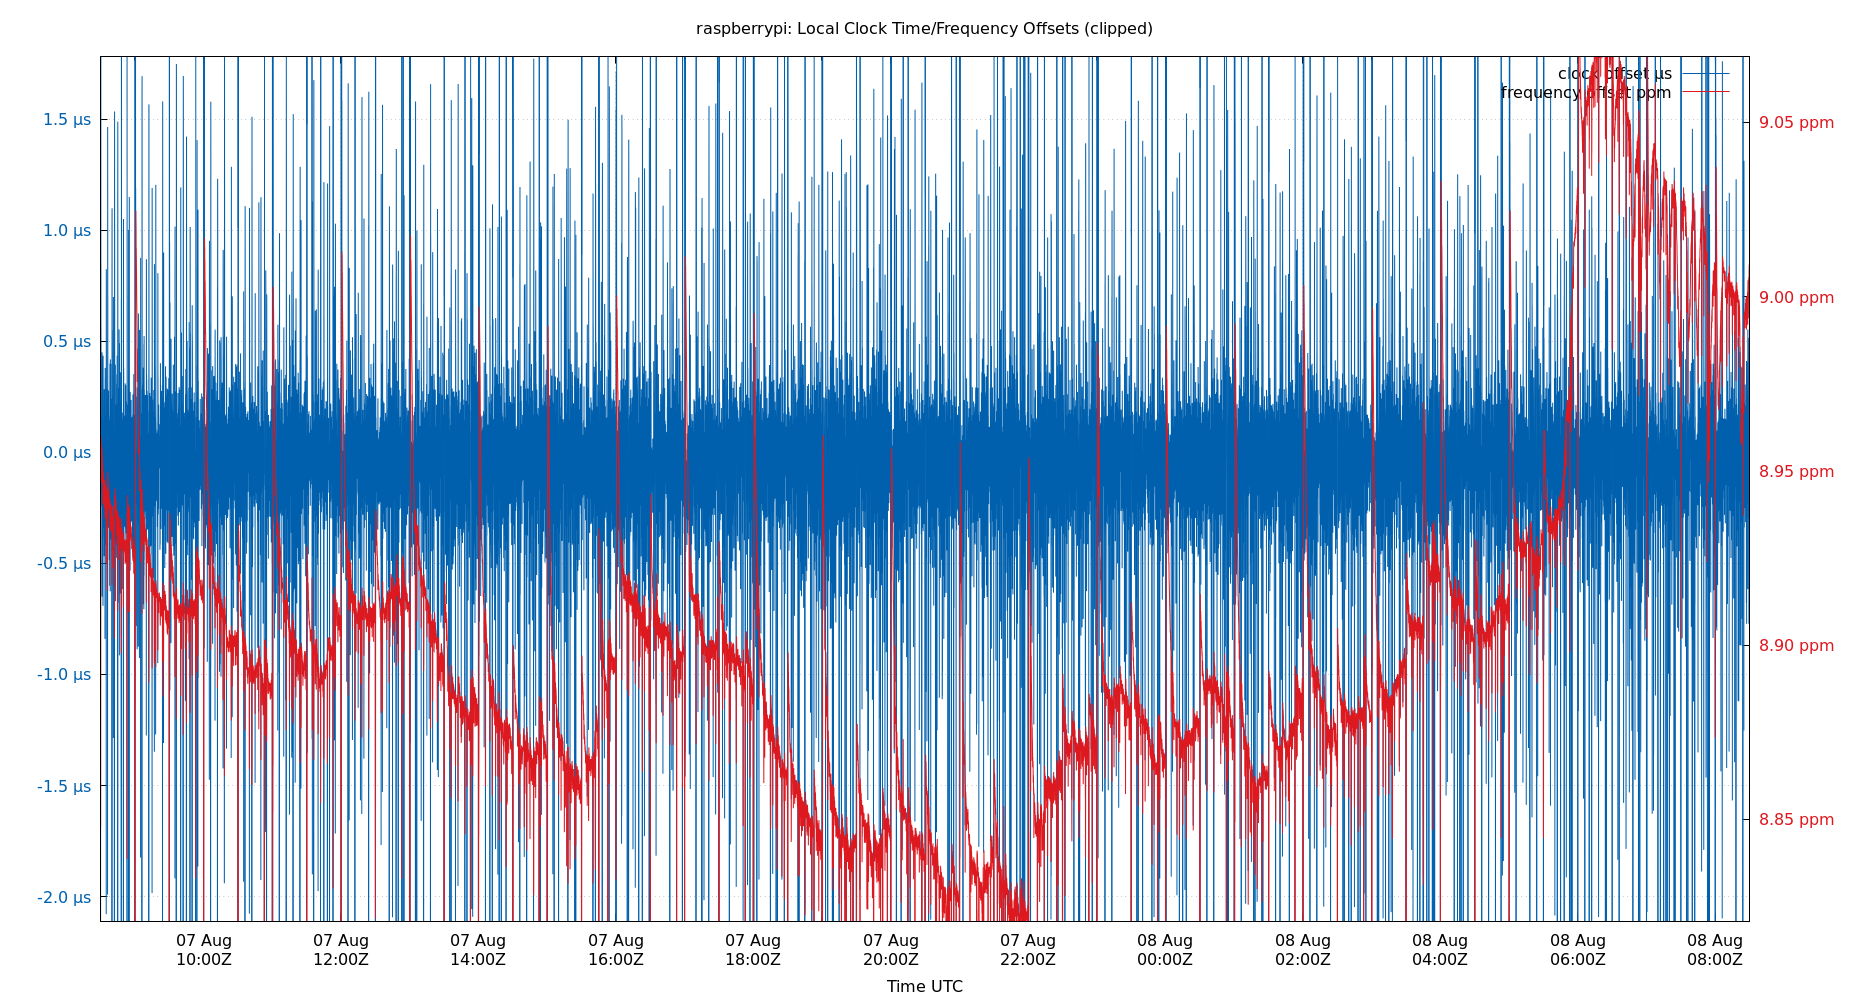 raspberrypi: Local Clock Time/Frequency Offsets (clipped)
clock offset µs
frequency offset ppm
1.5 µs
1.0 µs
0.5 µs
0.0 µs
-0.5 µs
-1.0 µs
-1.5 µs
-2.0 µs
9.05 ppm
9.00 ppm
8.95 ppm
8.90 ppm
8.85 ppm
07 Aug
10:00Z
07 Aug
12:00Z
07 Aug
14:00Z
07 Aug
16:00Z
07 Aug
18:00Z
07 Aug
20:00Z
07 Aug
22:00Z
08 Aug
00:00Z
08 Aug
02:00Z
08 Aug
04:00Z
08 Aug
06:00Z
08 Aug
08:00Z
Time UTC